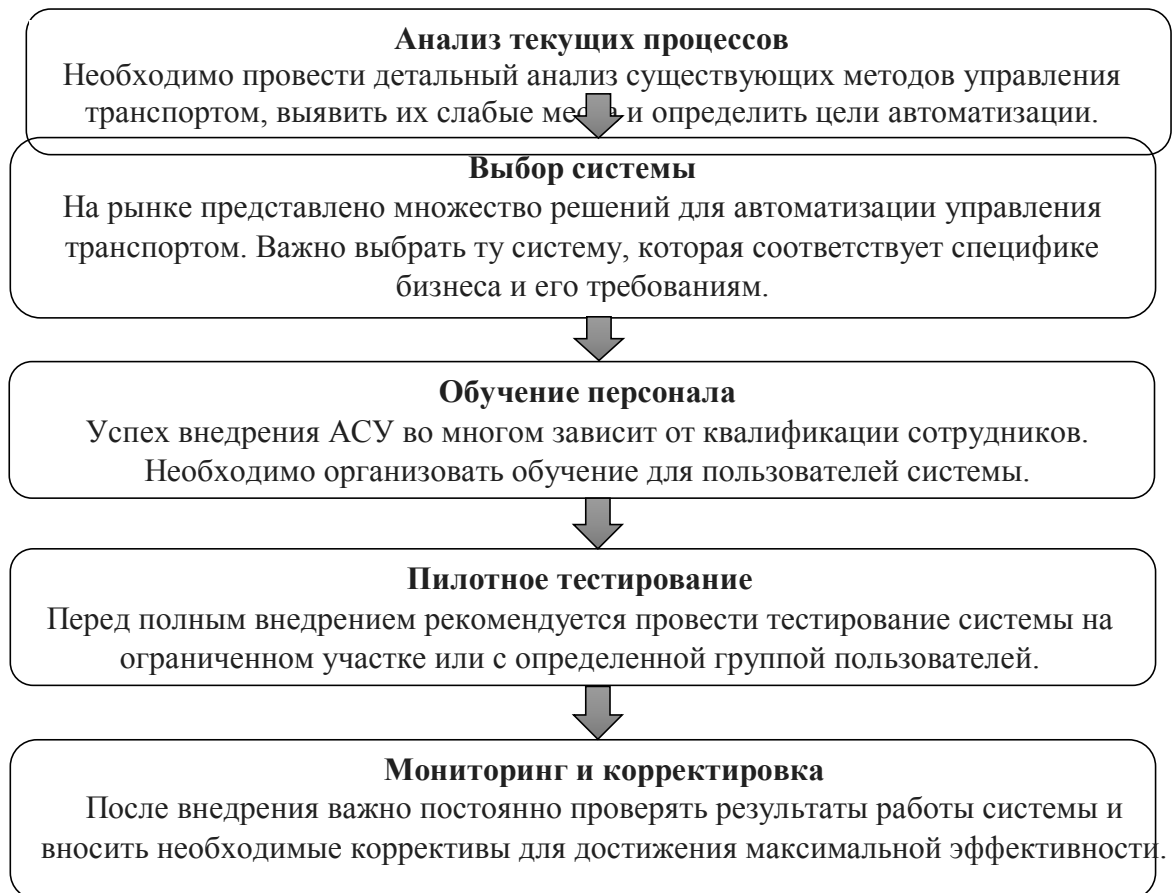 Анализ текущих процессов
Необходимо провести детальный анализ существующих методов управления
транспортом, выявить их слабые места и определить цели автоматизации.
Выбор системы
На рынке представлено множество решений для автоматизации управления
транспортом. Важно выбрать ту систему, которая соответствует специфике
бизнеса и его требованиям.
Обучение персонала
Успех внедрения АСУ во многом зависит от квалификации сотрудников.
Необходимо организовать обучение для пользователей системы.
Пилотное тестирование
Перед полным внедрением рекомендуется провести тестирование системы на
ограниченном участке или с определенной группой пользователей.
Мониторинг и корректировка
После внедрения важно постоянно проверять результаты работы системы и
вносить необходимые коррективы для достижения максимальной эффективности.